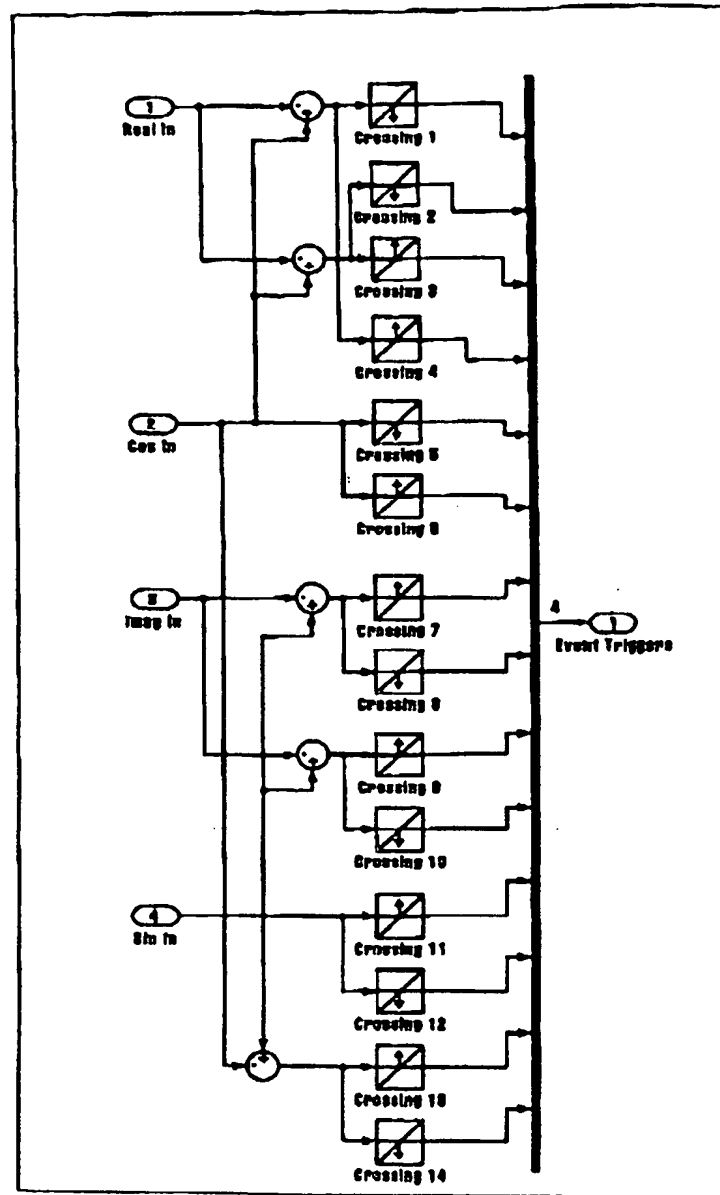 1
Real In
Crossing 1
Crossing 2
Crossing 3
Crossing 4
2
Cos In
Crossing 5
Crossing 6
3
Imag In
Crossing 7
Crossing 8
4
1
Event Triggers
Crossing 9
Crossing 10
4
Sin In
Crossing 11
Crossing 12
Crossing 13
Crossing 14